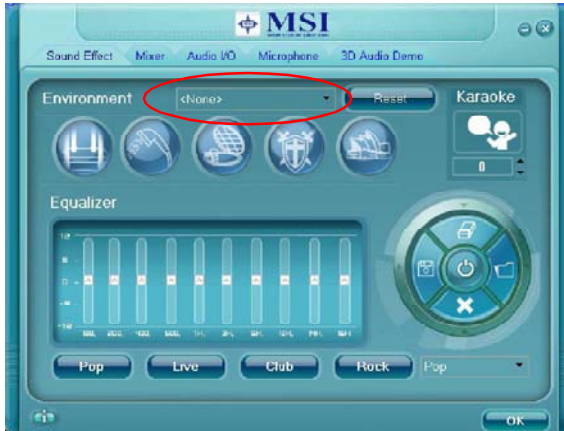 MSI
Sound Effect Mixer Audio I/O Microphone 3D Audio Demo
Environment <None> Reset Karaoke
0
Equalizer
Pop Live Club Rock Pop
OK